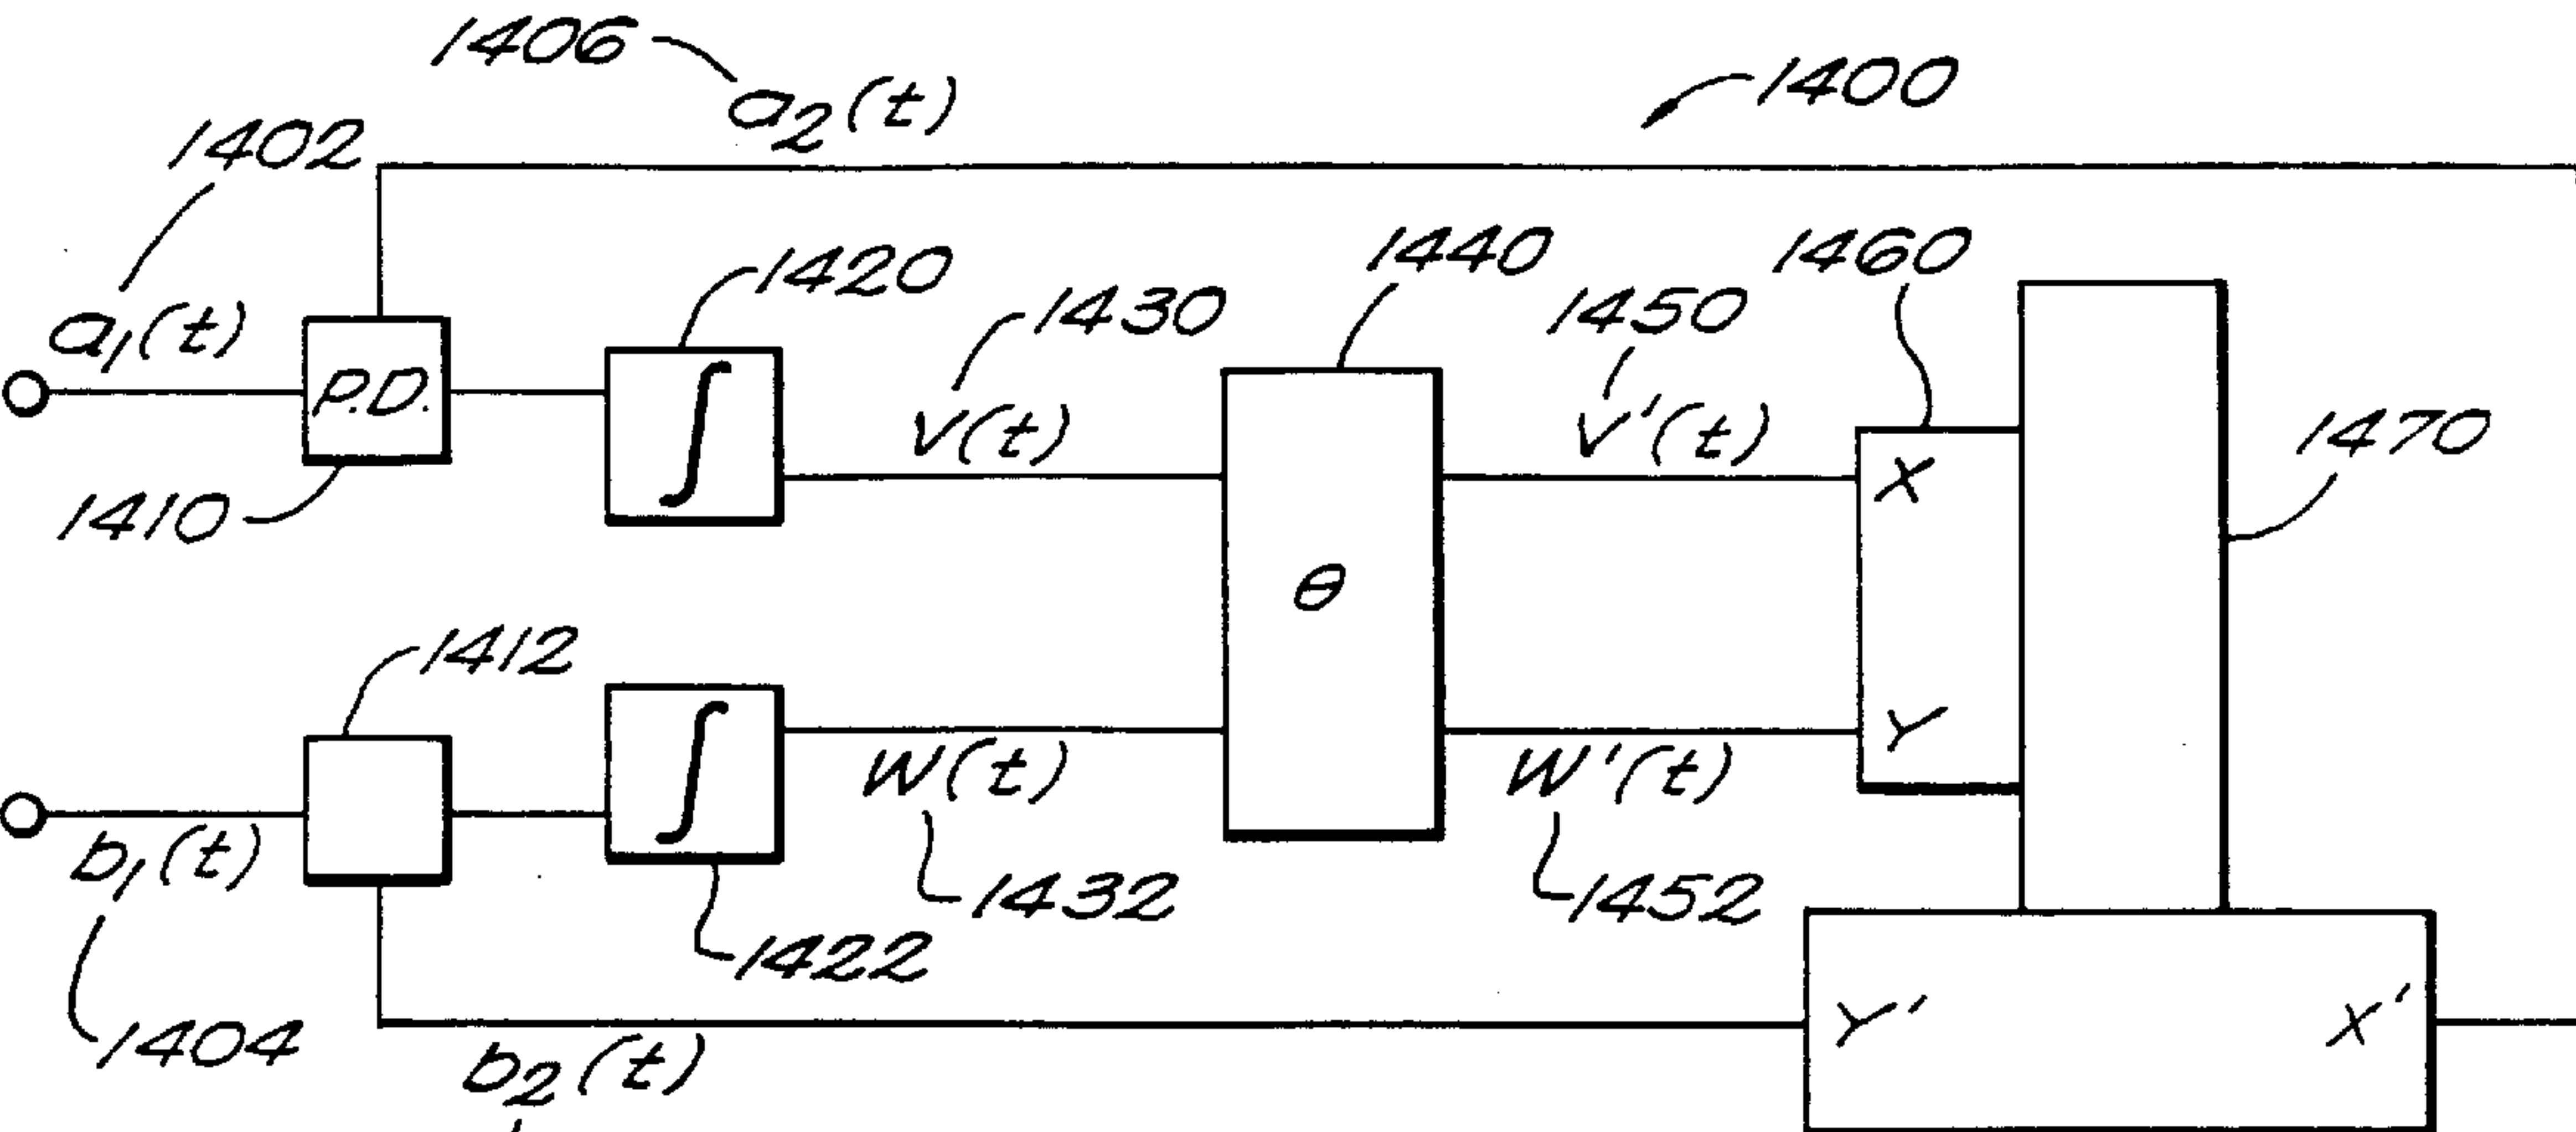 1406
a2(t)
1400
1402
1420
1440
1460
1430
1450
a1(t)
P.D.
∫
V(t)
V'(t)
1470
X
1410
θ
1412
∫
W(t)
W'(t)
Y
b1(t)
1432
1452
1422
1404
Y'
X'
b2(t)